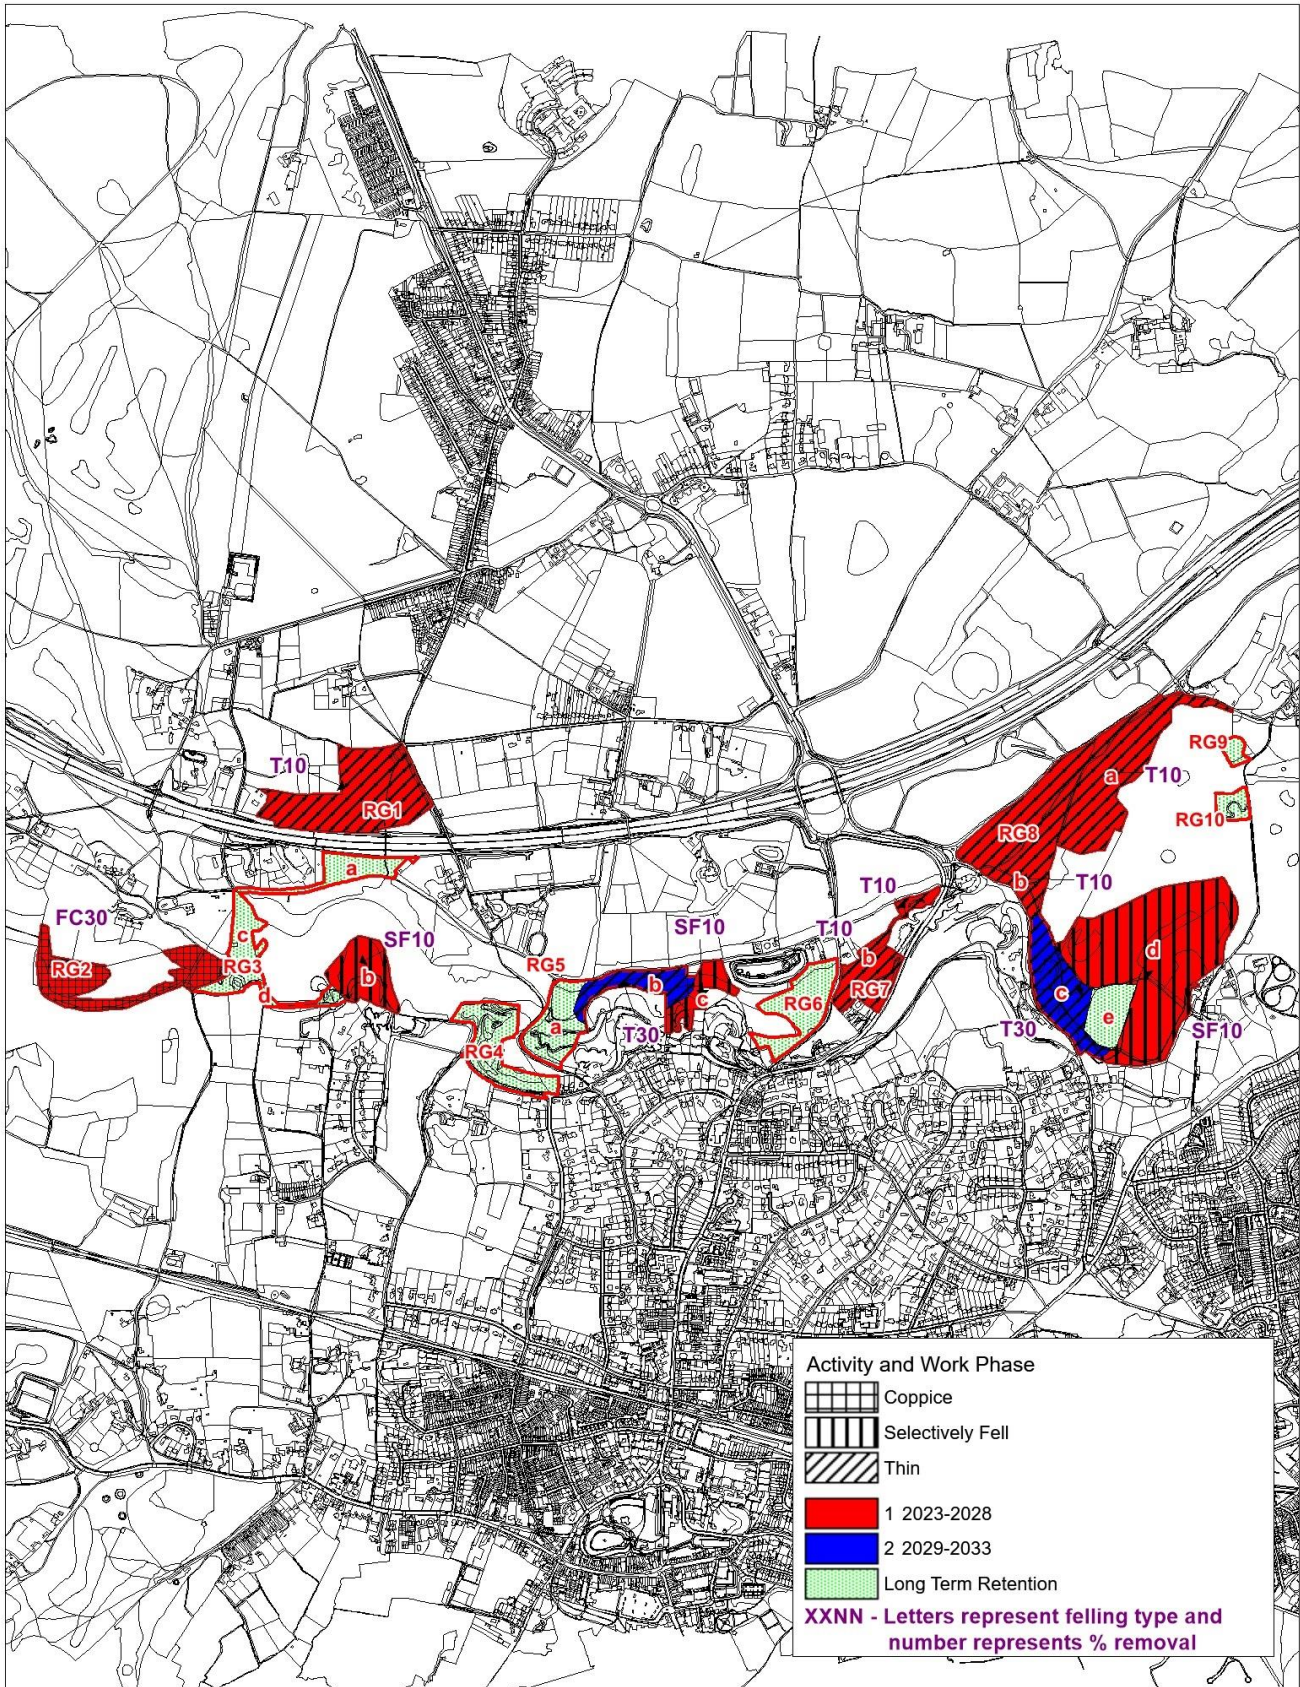 RG9
T10
a
T10
RG1
RG10
RG8
a
b
T10
T10
FC30
SF10
T10
c
SF10
d
RG5
b
RG2
RG3
b
b
RG7
d
c
RG6
c
e
a
T30
T30
SF10
RG4
Activity and Work Phase
Coppice
Selectively Fell
Thin
1 2023-2028
2 2029-2033
Long Term Retention
XXNN - Letters represent felling type and
number represents % removal